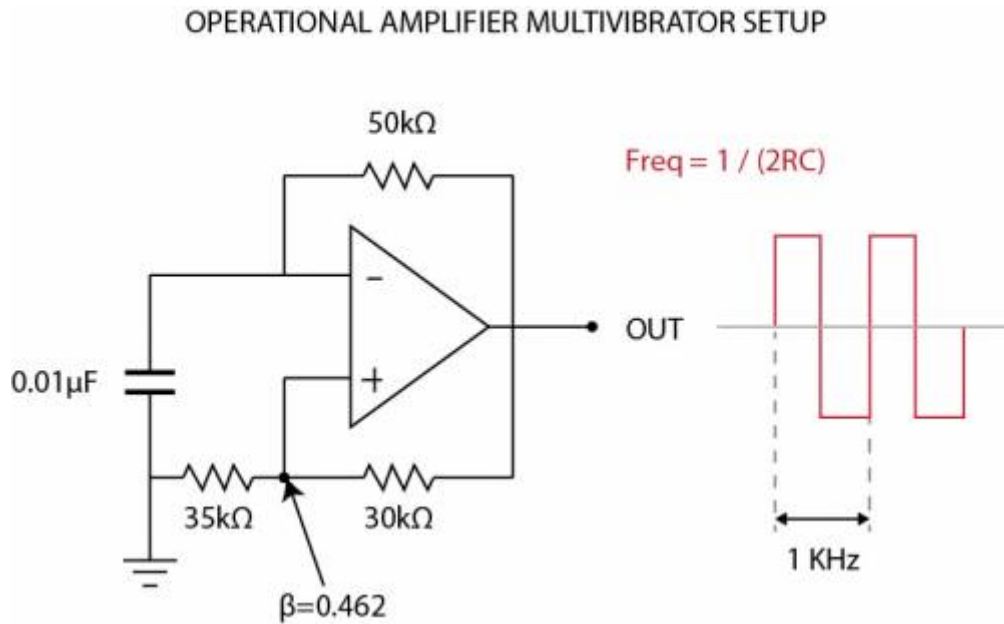 OPERATIONAL AMPLIFIER MULTIVIBRATOR SETUP
50kΩ
Freq = 1 / (2RC)
-
OUT
0.01µF
+
35kΩ
30kΩ
1 KHz
β=0.462